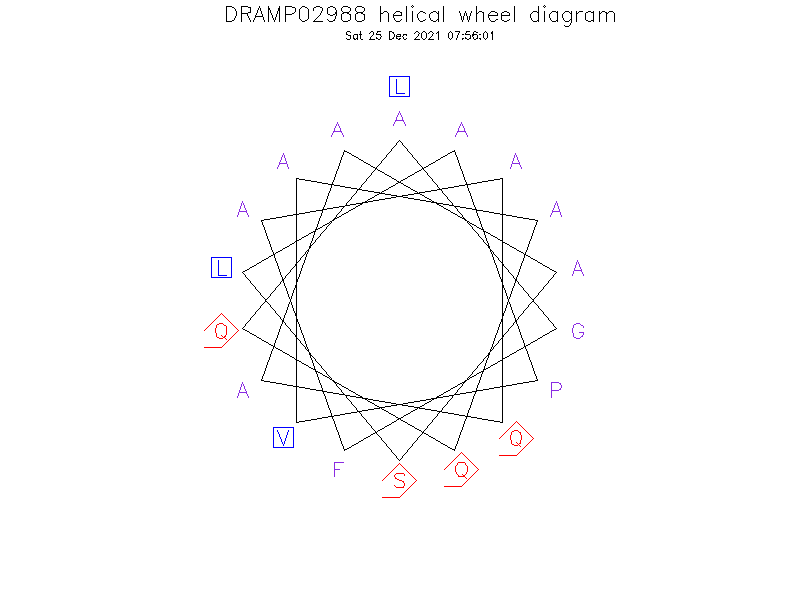 DRAMP02988 helical wheel diagram
Sat 25 Dec 2021 07:56:01
L
A
A A
A A
A A
L A
Q G
A P
V Q
F Q
S